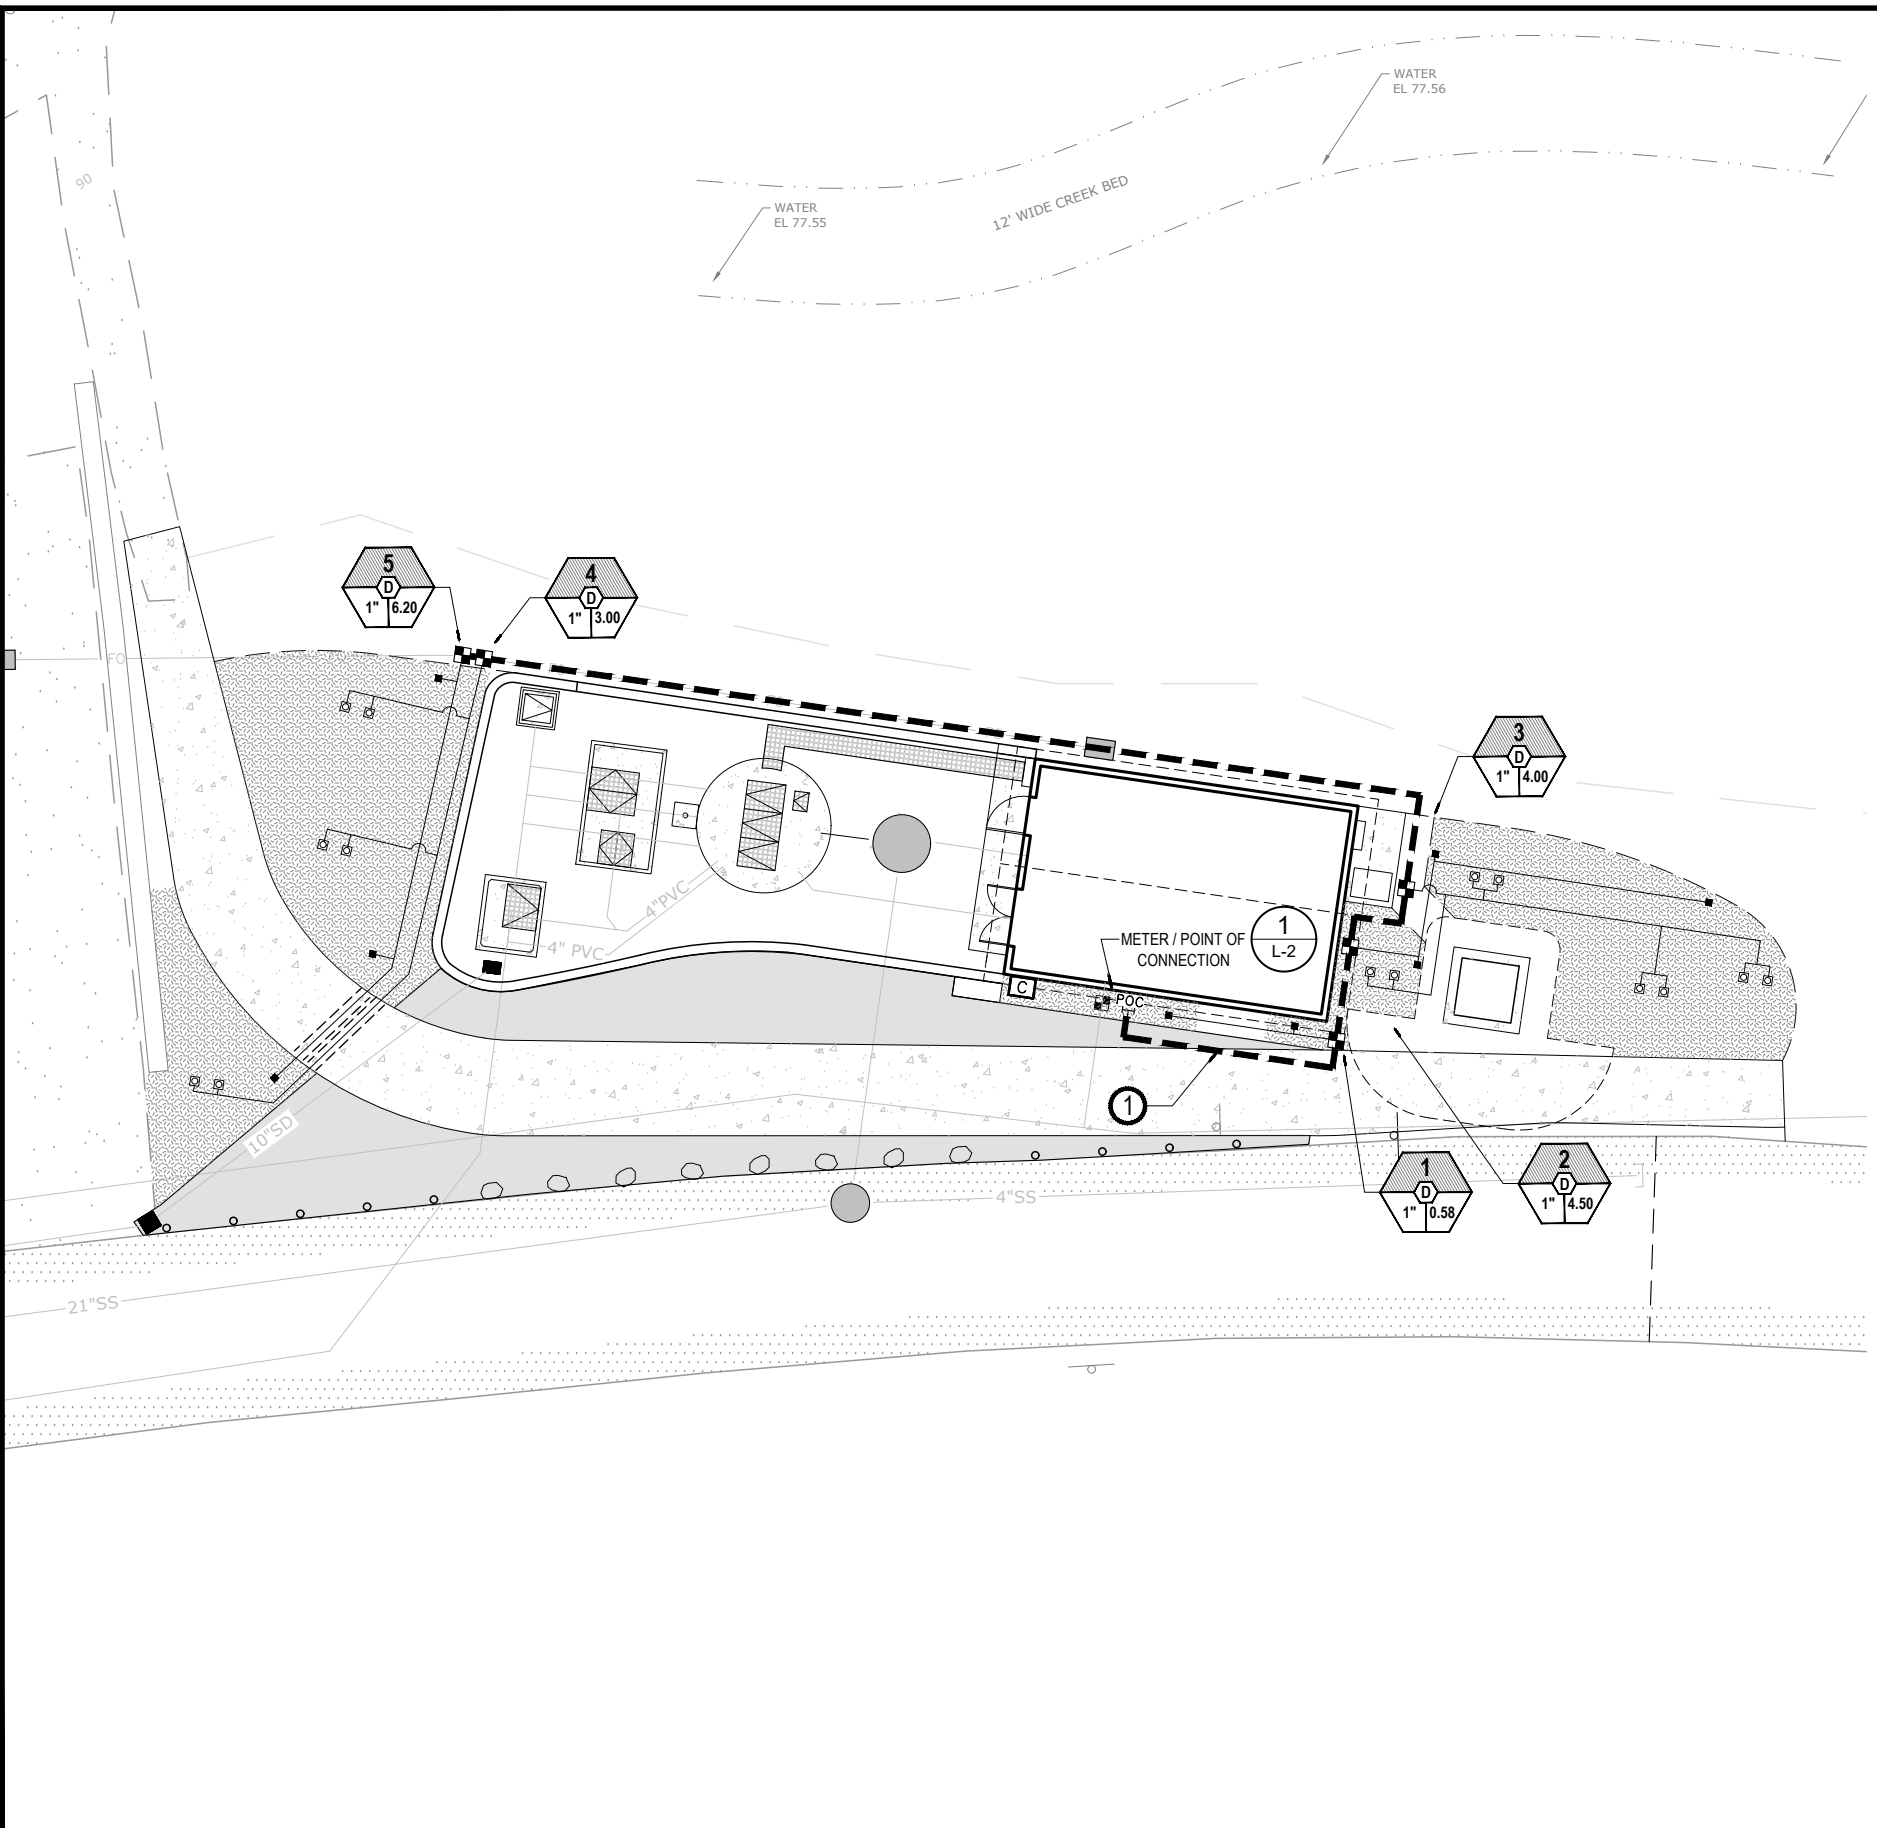 WATER
EL 77.56
90
12' WIDE CREEK BED
WATER
EL 77.55
5
D
1" 6.20
4
D
1" 3.00
FO
3
D
1" 4.00
4"PVC
4" PVC
METER / POINT OF
CONNECTION
1
L-2
C
POC
1
10"SD
1
D
1" 0.58
2
D
1" 4.50
4"SS
21"SS